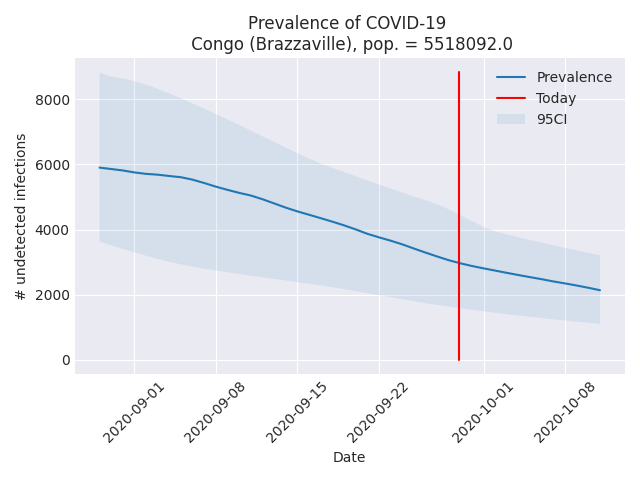 Prevalence of COVID-19
Congo (Brazzaville), pop. = 5518092.0
Prevalence
Today
95CI
# undetected infections
8000
6000
4000
2000
0
2020-09-01
2020-09-08
2020-09-15
2020-09-22
2020-10-01
2020-10-08
Date